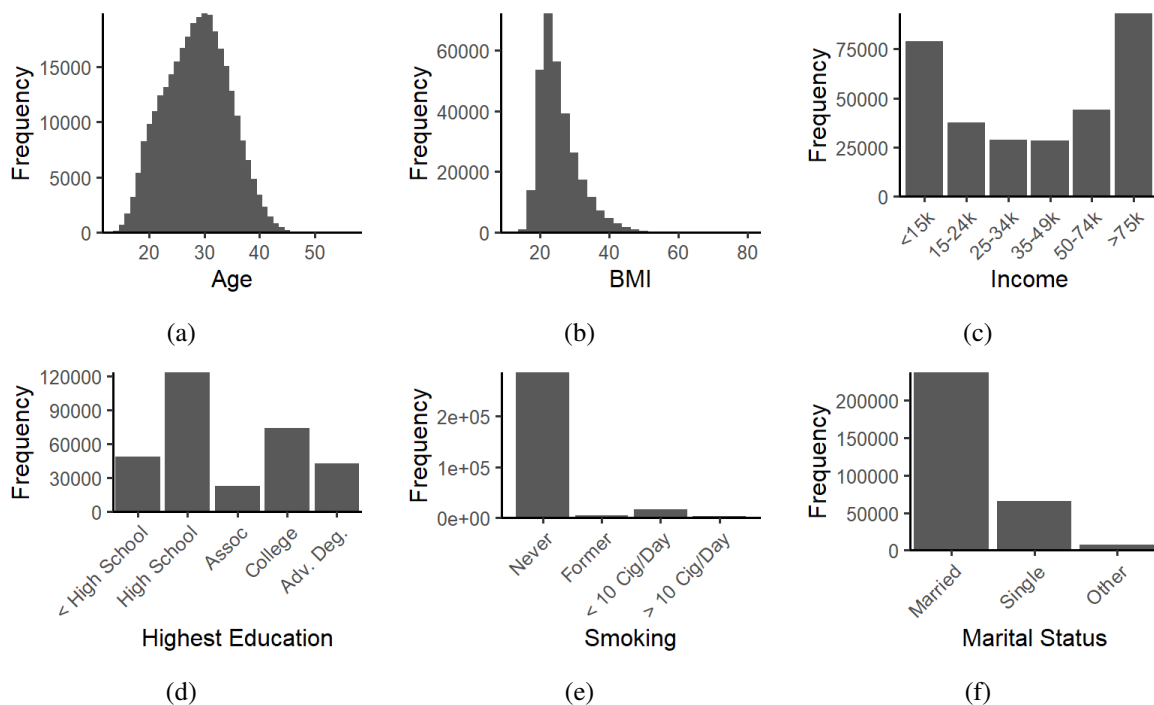 Frequency
15000
10000
5000
0
20 30 40 50
Age
(a)
Frequency
60000
40000
20000
0
20 40 60 80
BMI
(b)
Frequency
75000
50000
25000
0
<15k 15-24k 25-34k 35-49k 50-74k >75k
Income
(c)
Frequency
120000
90000
60000
30000
0
< High School High School Assoc College Adv. Deg.
Highest Education
(d)
Frequency
2e+05
1e+05
0e+00
Never Former < 10 Cig/Day > 10 Cig/Day
Smoking
(e)
Frequency
200000
150000
100000
50000
0
Married Single Other
Marital Status
(f)